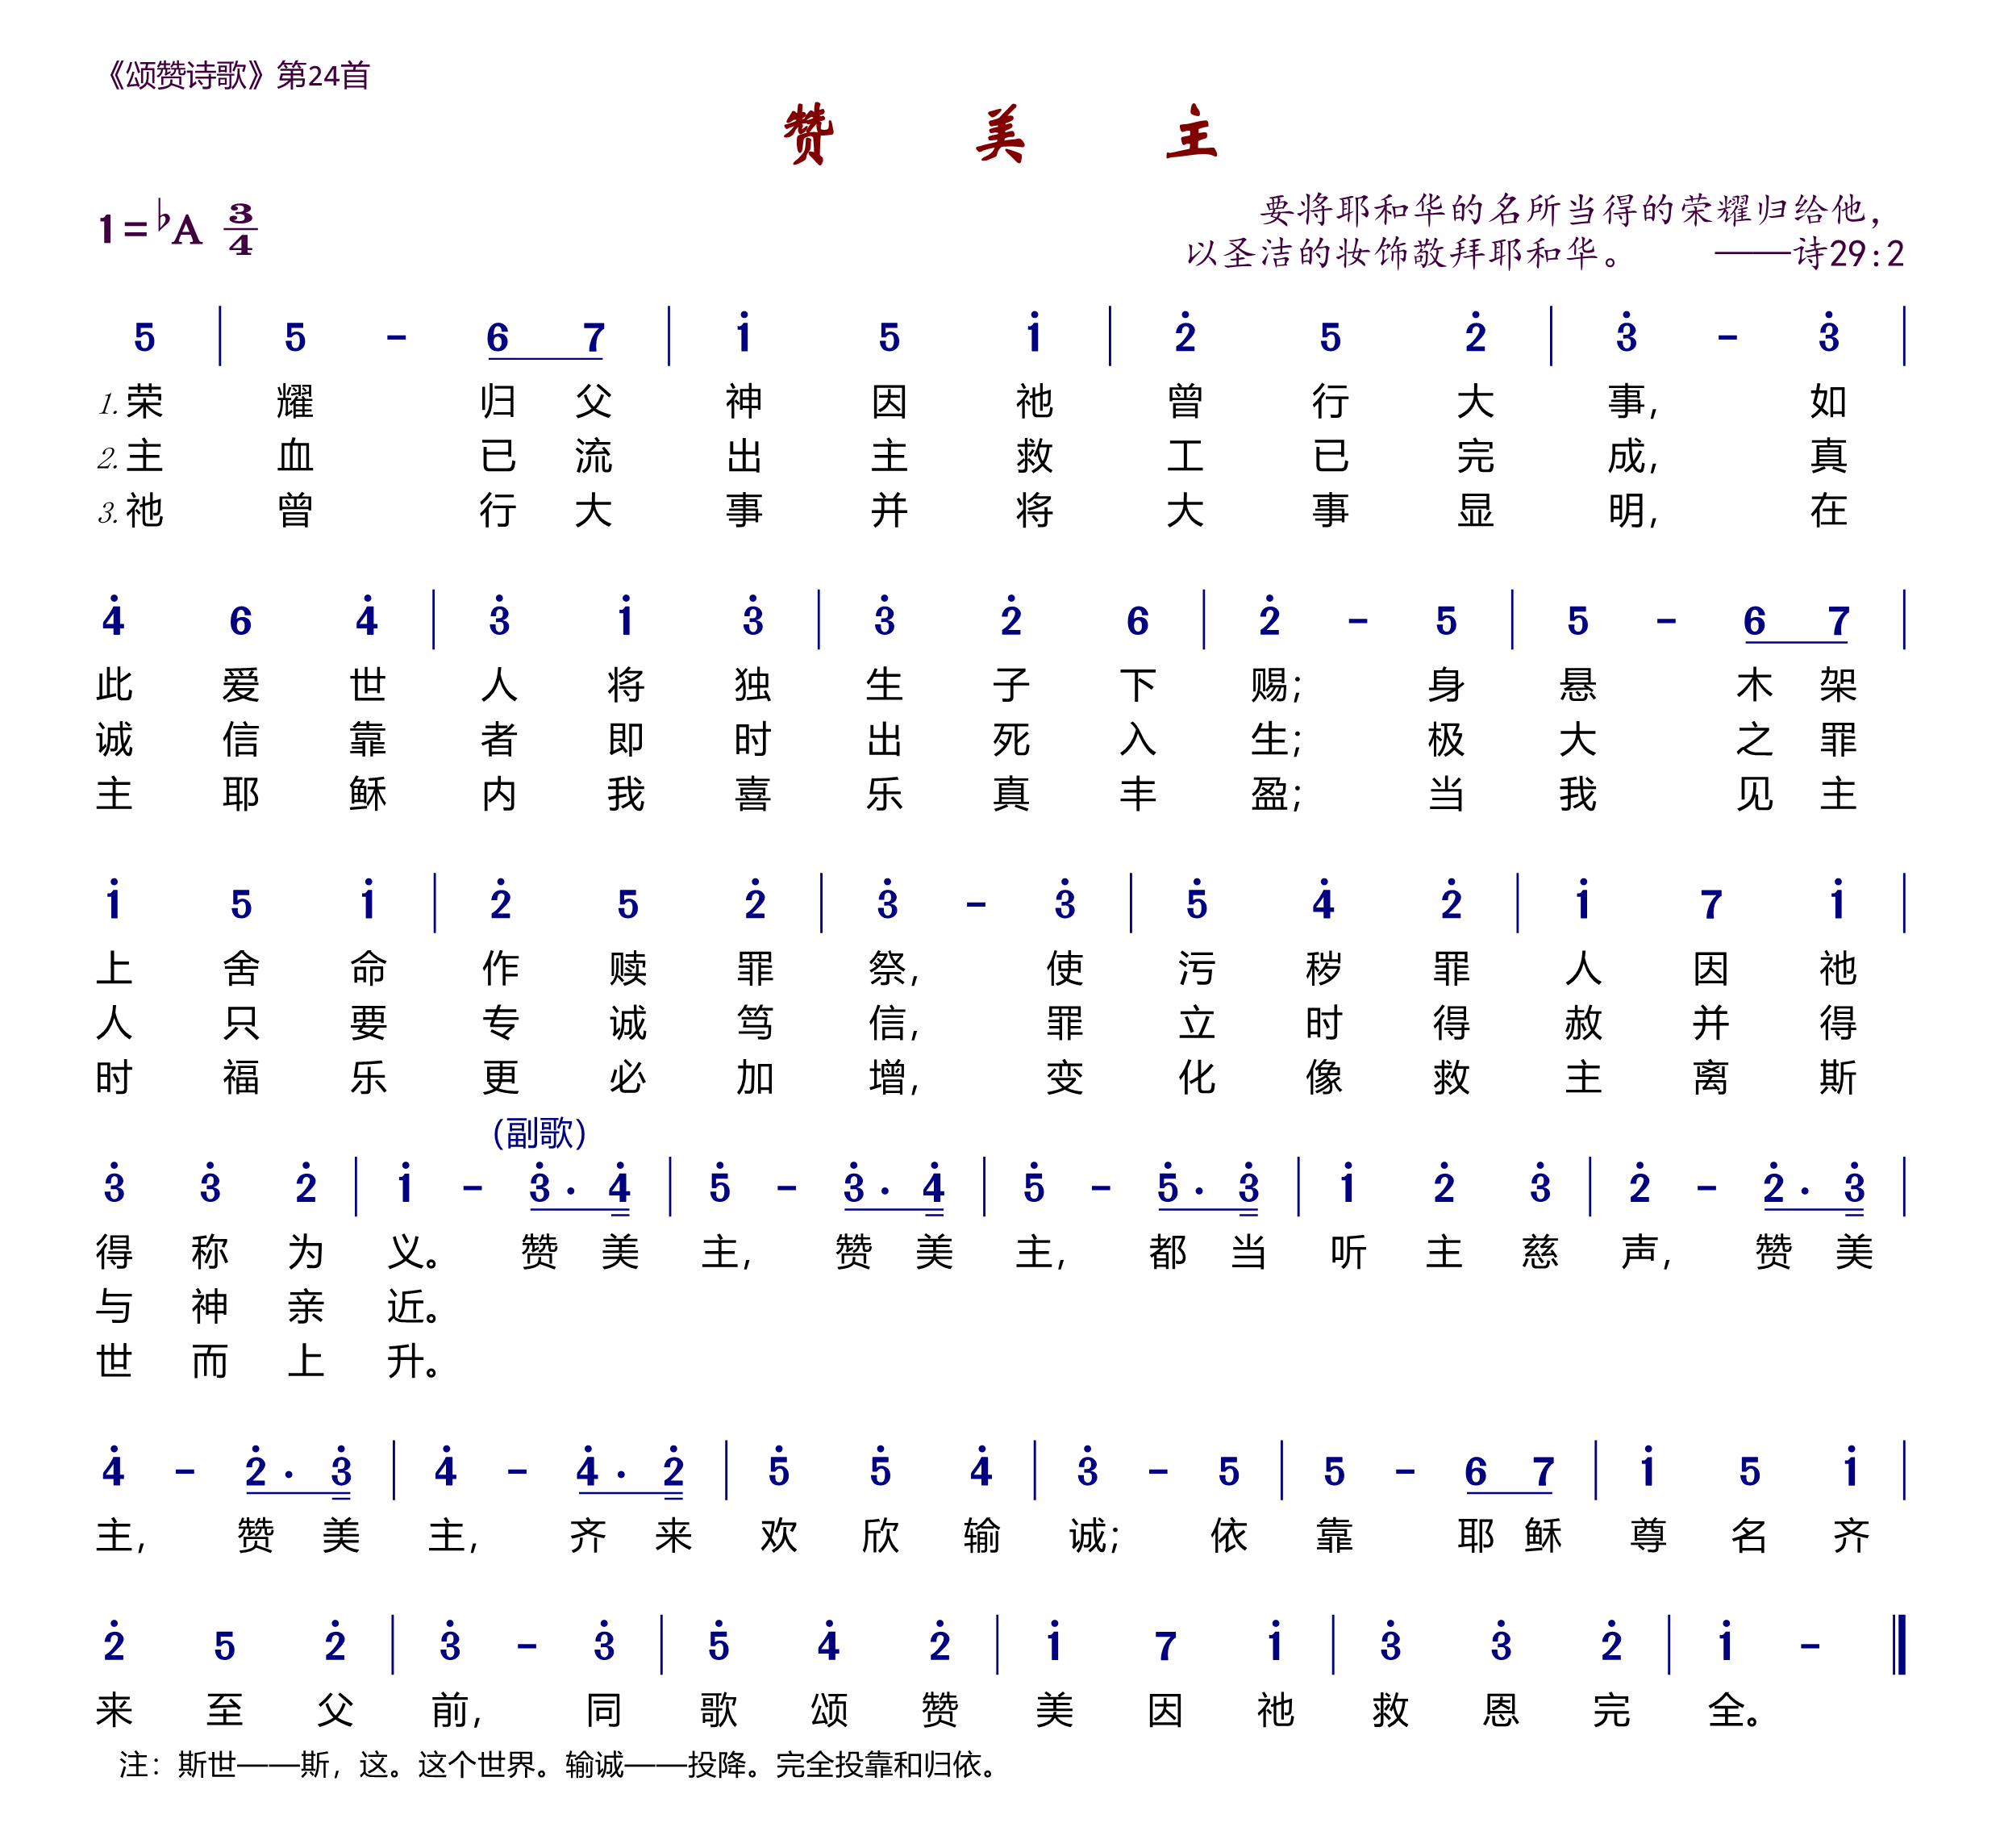 《颂赞诗歌》第24首
赞 美 主
1=♭A 3/4
要将耶和华的名所当得的荣耀归给他，
以圣洁的妆饰敬拜耶和华。 ——诗29:2
5 | 5 - 6 7 | 1̇ 5 1̇ | 2̇ 5 2̇ | 3̇ - 3̇ |
1.荣 耀 归 父 神 因 祂 曾 行 大 事, 如
2.主 血 已 流 出 主 救 工 已 完 成, 真
3.祂 曾 行 大 事 并 将 大 事 显 明, 在
4̇ 6 4̇ | 3̇ 1̇ 3̇ | 3̇ 2̇ 6 | 2̇ - 5 | 5 - 6 7 |
此 爱 世 人 将 独 生 子 下 赐; 身 悬 木 架
诚 信 靠 者 即 时 出 死 入 生; 极 大 之 罪
主 耶 稣 内 我 喜 乐 真 丰 盈; 当 我 见 主
1̇ 5 1̇ | 2̇ 5 2̇ | 3̇ - 3̇ | 5̇ 4̇ 2̇ | 1̇ 7 1̇ |
上 舍 命 作 赎 罪 祭, 使 污 秽 罪 人 因 祂
人 只 要 专 诚 笃 信, 罪 立 时 得 赦 并 得
时 福 乐 更 必 加 增, 变 化 像 救 主 离 斯
(副歌)
3̇ 3̇ 2̇ | 1̇ - 3̇. 4̇ | 5̇ - 3̇. 4̇ | 5̇ - 5̇. 3̇ | 1̇ 2̇ 3̇ | 2̇ - 2̇. 3̇ |
得 称 为 义。 赞 美 主, 赞 美 主, 都 当 听 主 慈 声, 赞 美
与 神 亲 近。
世 而 上 升。
4̇ - 2̇. 3̇ | 4̇ - 4̇. 2̇ | 5̇ 5̇ 4̇ | 3̇ - 5 | 5 - 6 7 | 1̇ 5 1̇ |
主, 赞 美 主, 齐 来 欢 欣 输 诚; 依 靠 耶 稣 尊 名 齐
2̇ 5 2̇ | 3̇ - 3̇ | 5̇ 4̇ 2̇ | 1̇ 7 1̇ | 3̇ 3̇ 2̇ | 1̇ - ‖
来 至 父 前, 同 歌 颂 赞 美 因 祂 救 恩 完 全。
注：斯世——斯，这。这个世界。输诚——投降。完全投靠和归依。